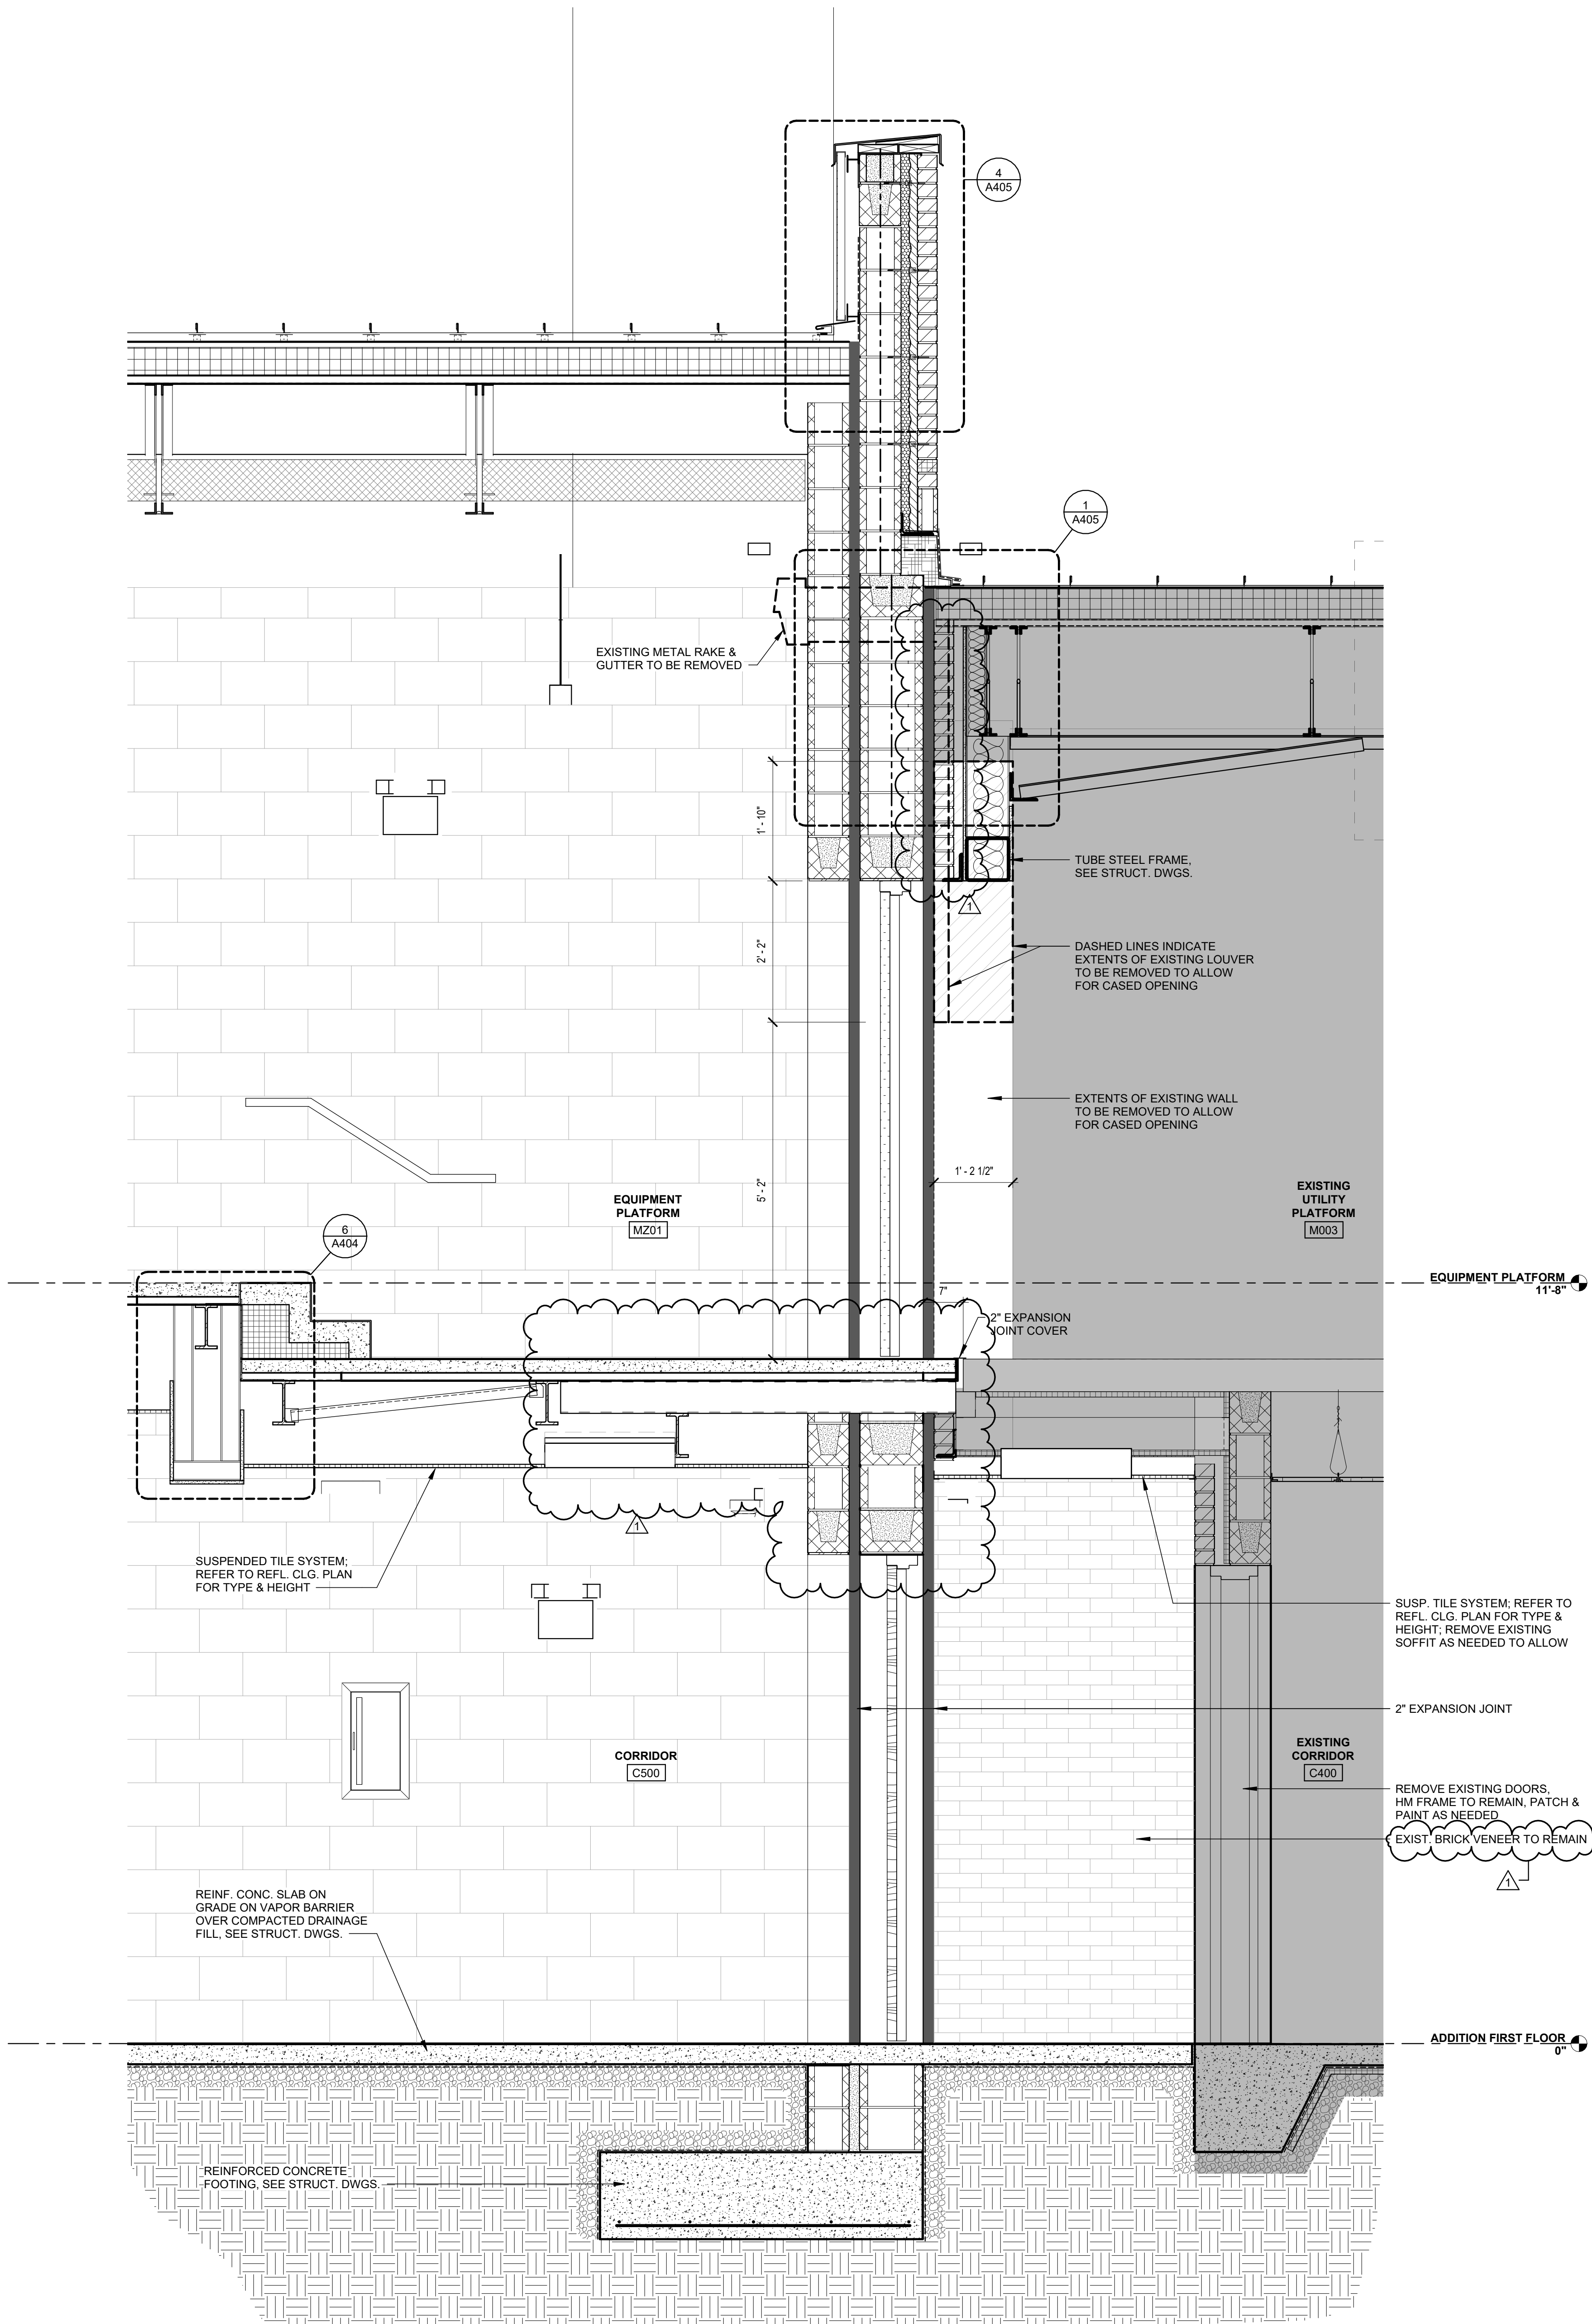 4
A405
1
A405
EXISTING METAL RAKE &
GUTTER TO BE REMOVED
1' - 10"
TUBE STEEL FRAME,
SEE STRUCT. DWGS.
1
2' - 2"
DASHED LINES INDICATE
EXTENTS OF EXISTING LOUVER
TO BE REMOVED TO ALLOW
FOR CASED OPENING
EXTENTS OF EXISTING WALL
TO BE REMOVED TO ALLOW
FOR CASED OPENING
1' - 2 1/2"
5' - 2"
EQUIPMENT
PLATFORM
MZ01
EXISTING
UTILITY
PLATFORM
M003
6
A404
EQUIPMENT PLATFORM
11'-8"
7"
2" EXPANSION
JOINT COVER
1
SUSPENDED TILE SYSTEM;
REFER TO REFL. CLG. PLAN
FOR TYPE & HEIGHT
SUSP. TILE SYSTEM; REFER TO
REFL. CLG. PLAN FOR TYPE &
HEIGHT; REMOVE EXISTING
SOFFIT AS NEEDED TO ALLOW
2" EXPANSION JOINT
CORRIDOR
C500
EXISTING
CORRIDOR
C400
REMOVE EXISTING DOORS,
HM FRAME TO REMAIN, PATCH &
PAINT AS NEEDED
EXIST. BRICK VENEER TO REMAIN
1
REINF. CONC. SLAB ON
GRADE ON VAPOR BARRIER
OVER COMPACTED DRAINAGE
FILL, SEE STRUCT. DWGS.
ADDITION FIRST FLOOR
0"
REINFORCED CONCRETE
FOOTING, SEE STRUCT. DWGS.